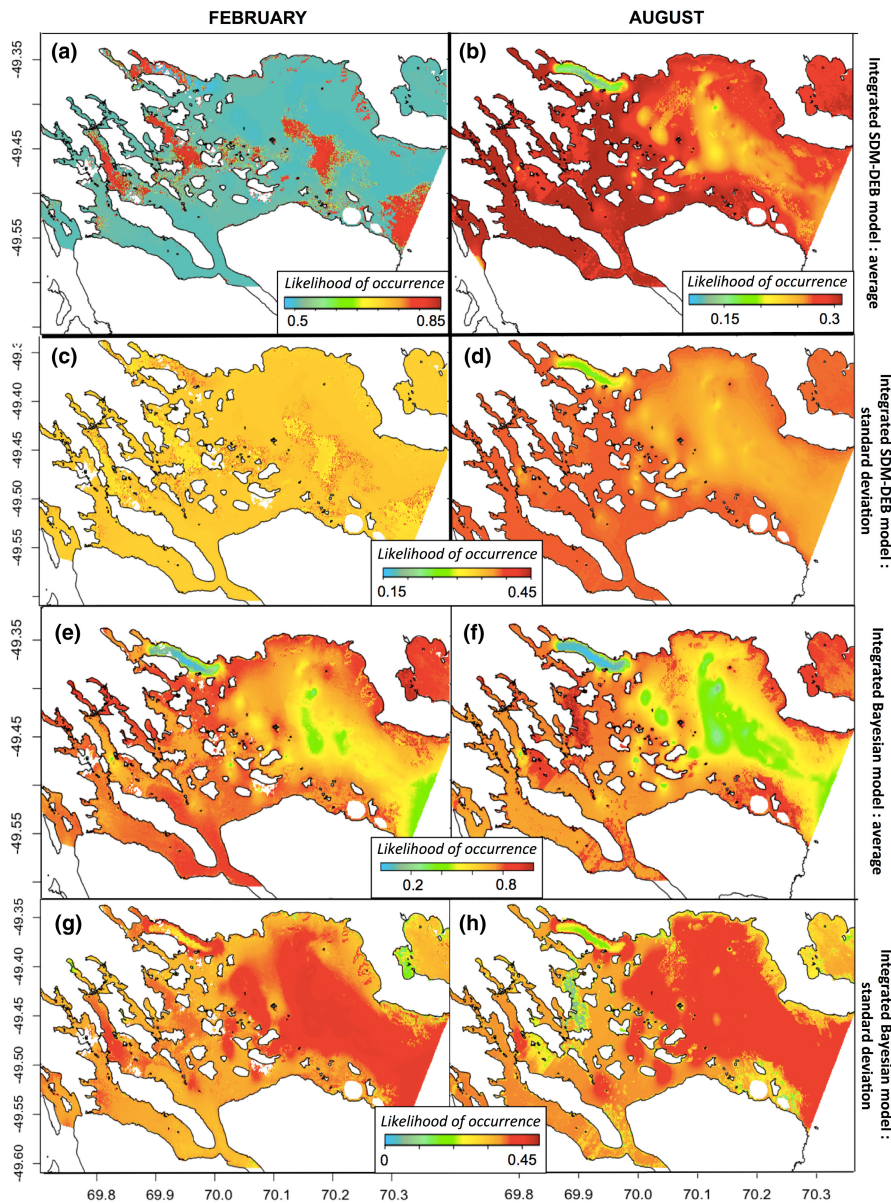 FEBRUARY AUGUST
(a) (b)
-49.35
-49.45
-49.55
Likelihood of occurrence
0.5 0.85
Likelihood of occurrence
0.15 0.3
Integrated SDM-DEB model : average
(c) (d)
-49.40
-49.45
-49.50
-49.55
Likelihood of occurrence
0.15 0.45
Integrated SDM-DEB model :
standard deviation
(e) (f)
-49.35
-49.45
-49.55
Likelihood of occurrence
0.2 0.8
Integrated Bayesian model : average
(g) (h)
-49.35
-49.40
-49.45
-49.50
-49.55
-49.60
Likelihood of occurrence
0 0.45
Integrated Bayesian model :
standard deviation
69.8 69.9 70.0 70.1 70.2 70.3 69.8 69.9 70.0 70.1 70.2 70.3